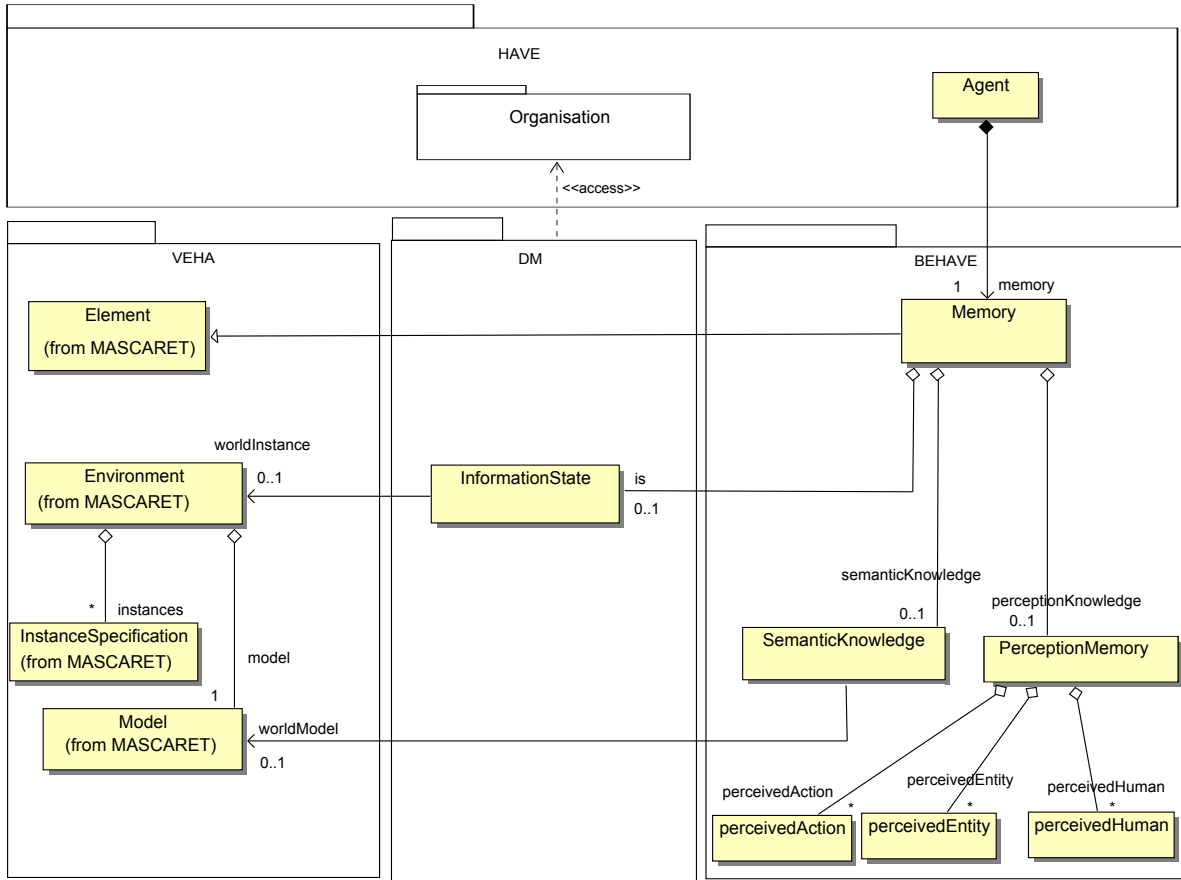 HAVE
Agent
Organisation
<<access>>
VEHA
DM
BEHAVE
1
memory
Element
(from MASCARET)
Memory
worldInstance
0..1
Environment
(from MASCARET)
InformationState
is
0..1
semanticKnowledge
0..1
perceptionKnowledge
0..1
*
instances
InstanceSpecification
(from MASCARET)
SemanticKnowledge
PerceptionMemory
model
1
Model
(from MASCARET)
worldModel
0..1
perceivedAction
*
perceivedEntity
*
perceivedHuman
*
perceivedAction
perceivedEntity
perceivedHuman